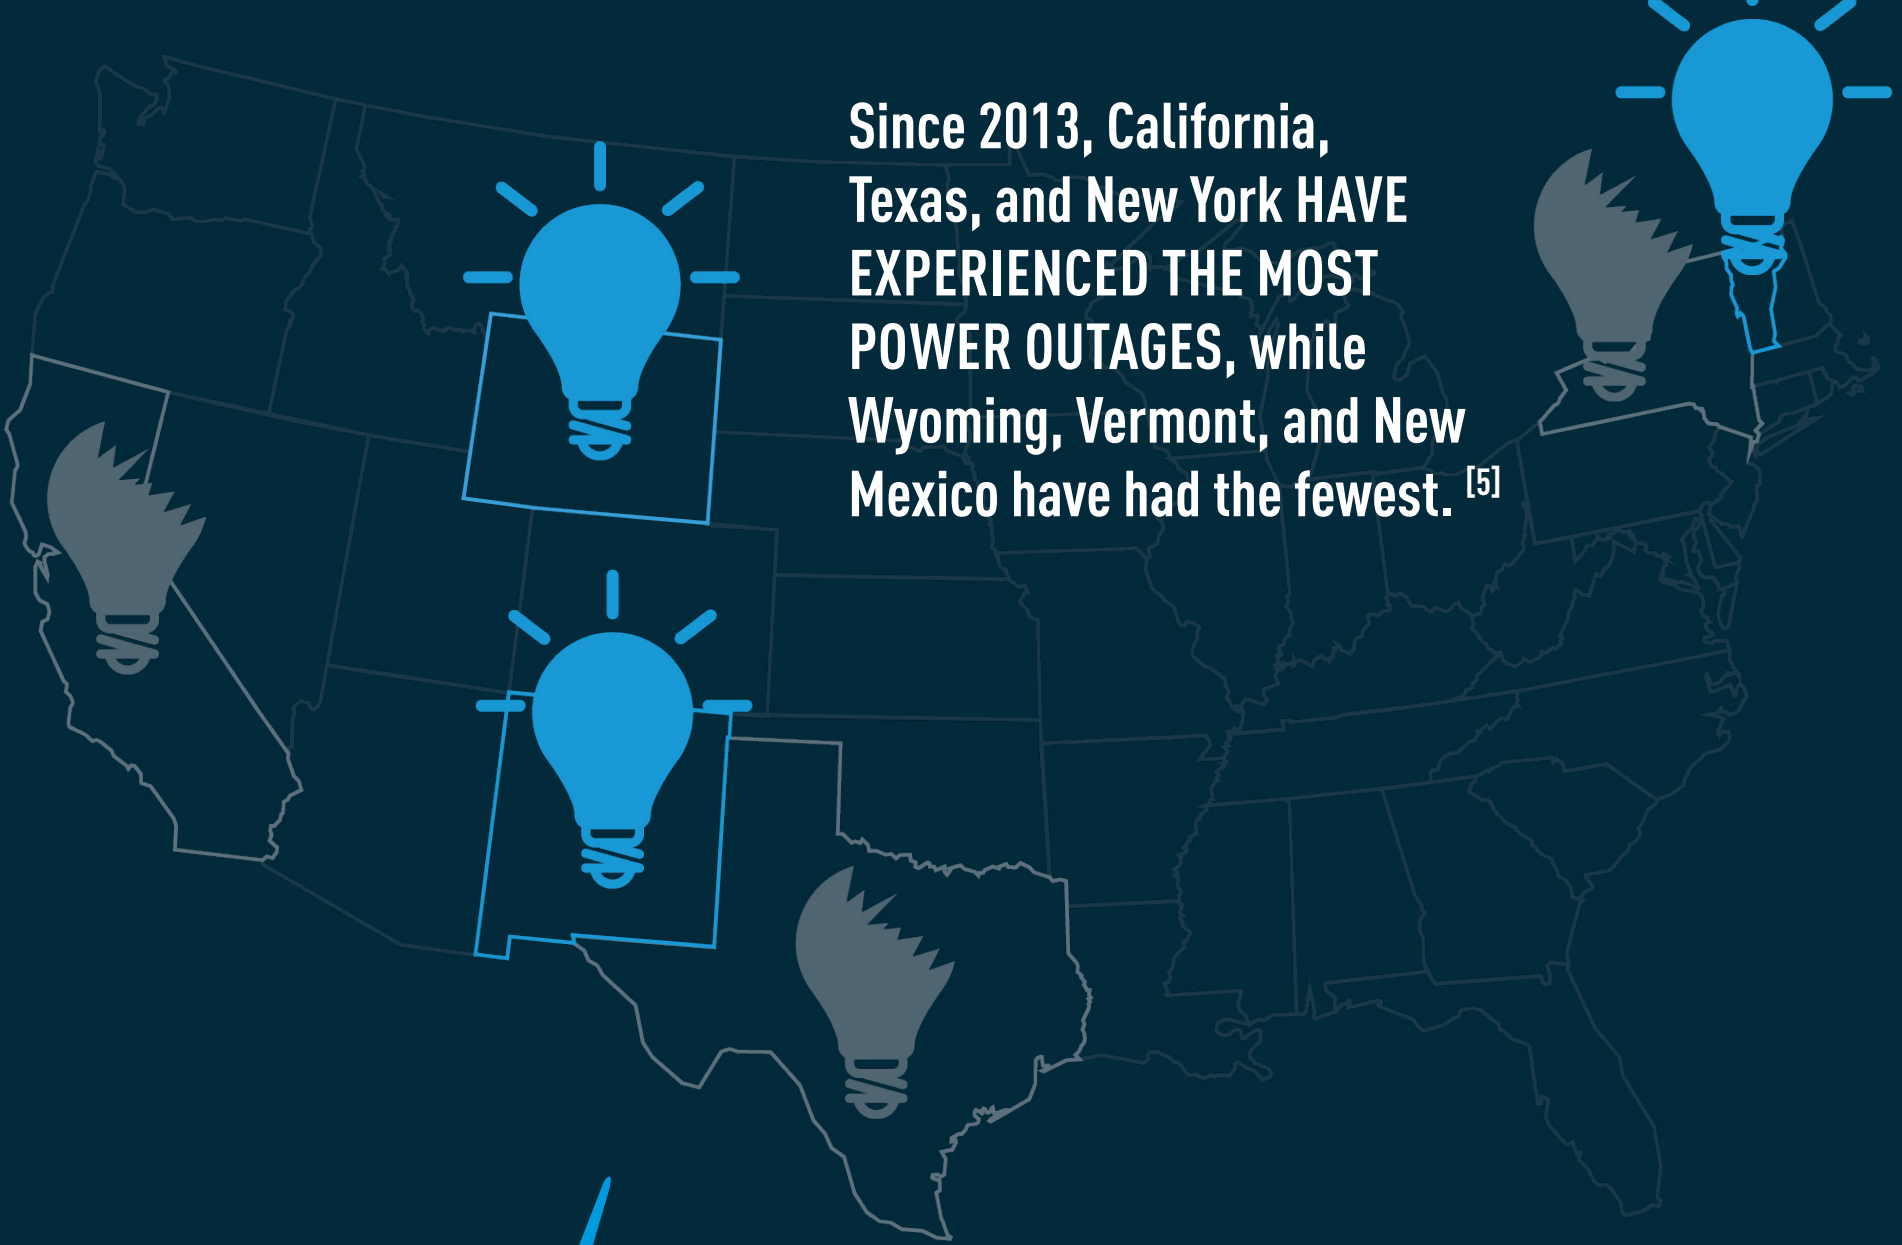 Since 2013, California,
Texas, and New York HAVE
EXPERIENCED THE MOST
POWER OUTAGES, while
Wyoming, Vermont, and New
Mexico have had the fewest. [5]